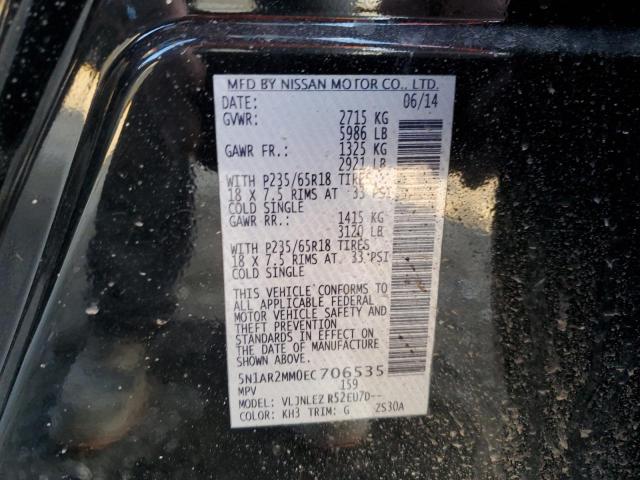 MFD BY NISSAN MOTOR CO., LTD.
DATE: 06/14
GVWR: 2715 KG
5986 LB
GAWR FR.: 1325 KG
2921 LB
WITH P235/65R18 TIRES
18 X 7.5 RIMS AT 33 PSI
COLD SINGLE
GAWR RR.: 1415 KG
3120 LB
WITH P235/65R18 TIRES
18 X 7.5 RIMS AT 33 PSI
COLD SINGLE
THIS VEHICLE CONFORMS TO
ALL APPLICABLE FEDERAL
MOTOR VEHICLE SAFETY AND
THEFT PREVENTION
STANDARDS IN EFFECT ON
THE DATE OF MANUFACTURE
SHOWN ABOVE.
5N1AR2MM0EC706535
MPV 159
MODEL: VLJNLEZ R52EU7D--
COLOR: KH3 TRIM: G ZS30A